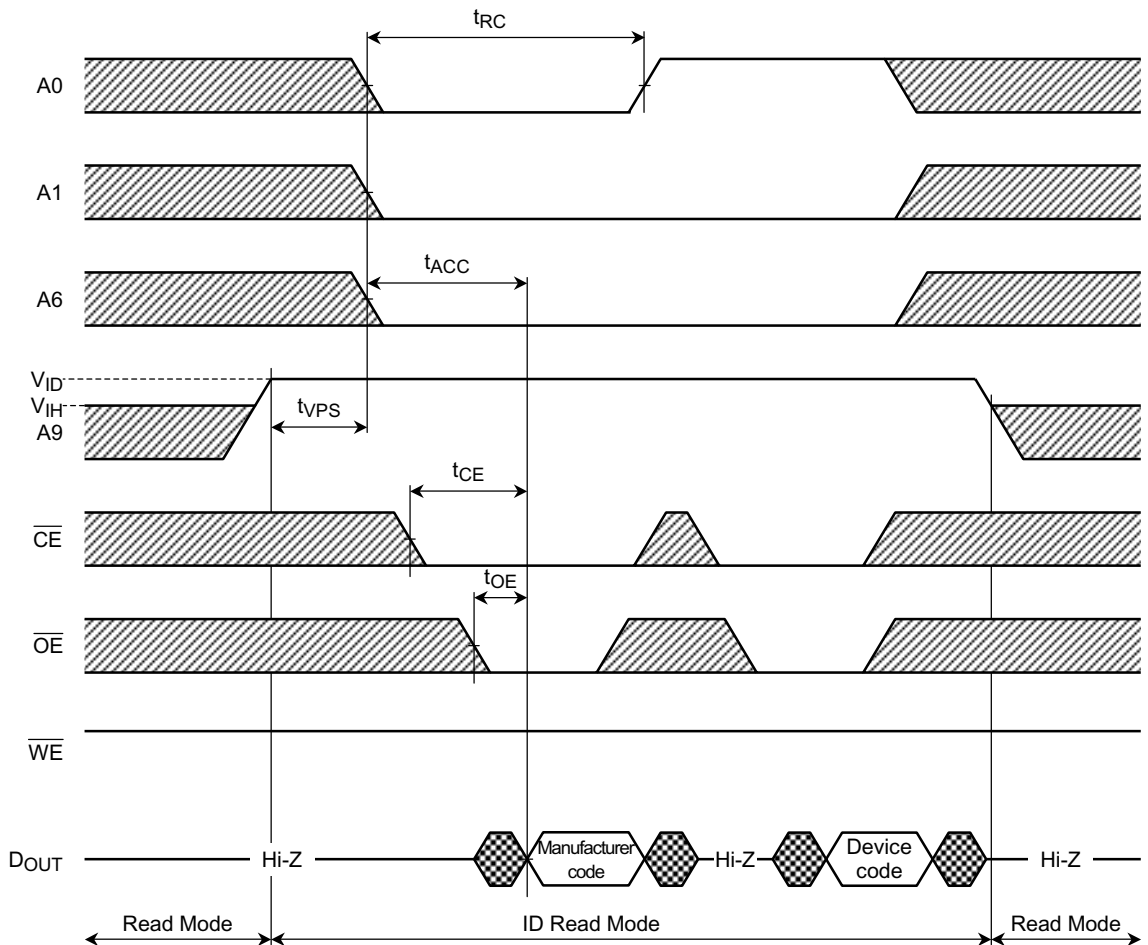 tRC
A0
A1
tACC
A6
VID
VIH
tVPS
A9
tCE
CE
tOE
OE
WE
DOUT
Hi-Z
Manufacturer
code
Hi-Z
Device
code
Hi-Z
Read Mode
ID Read Mode
Read Mode